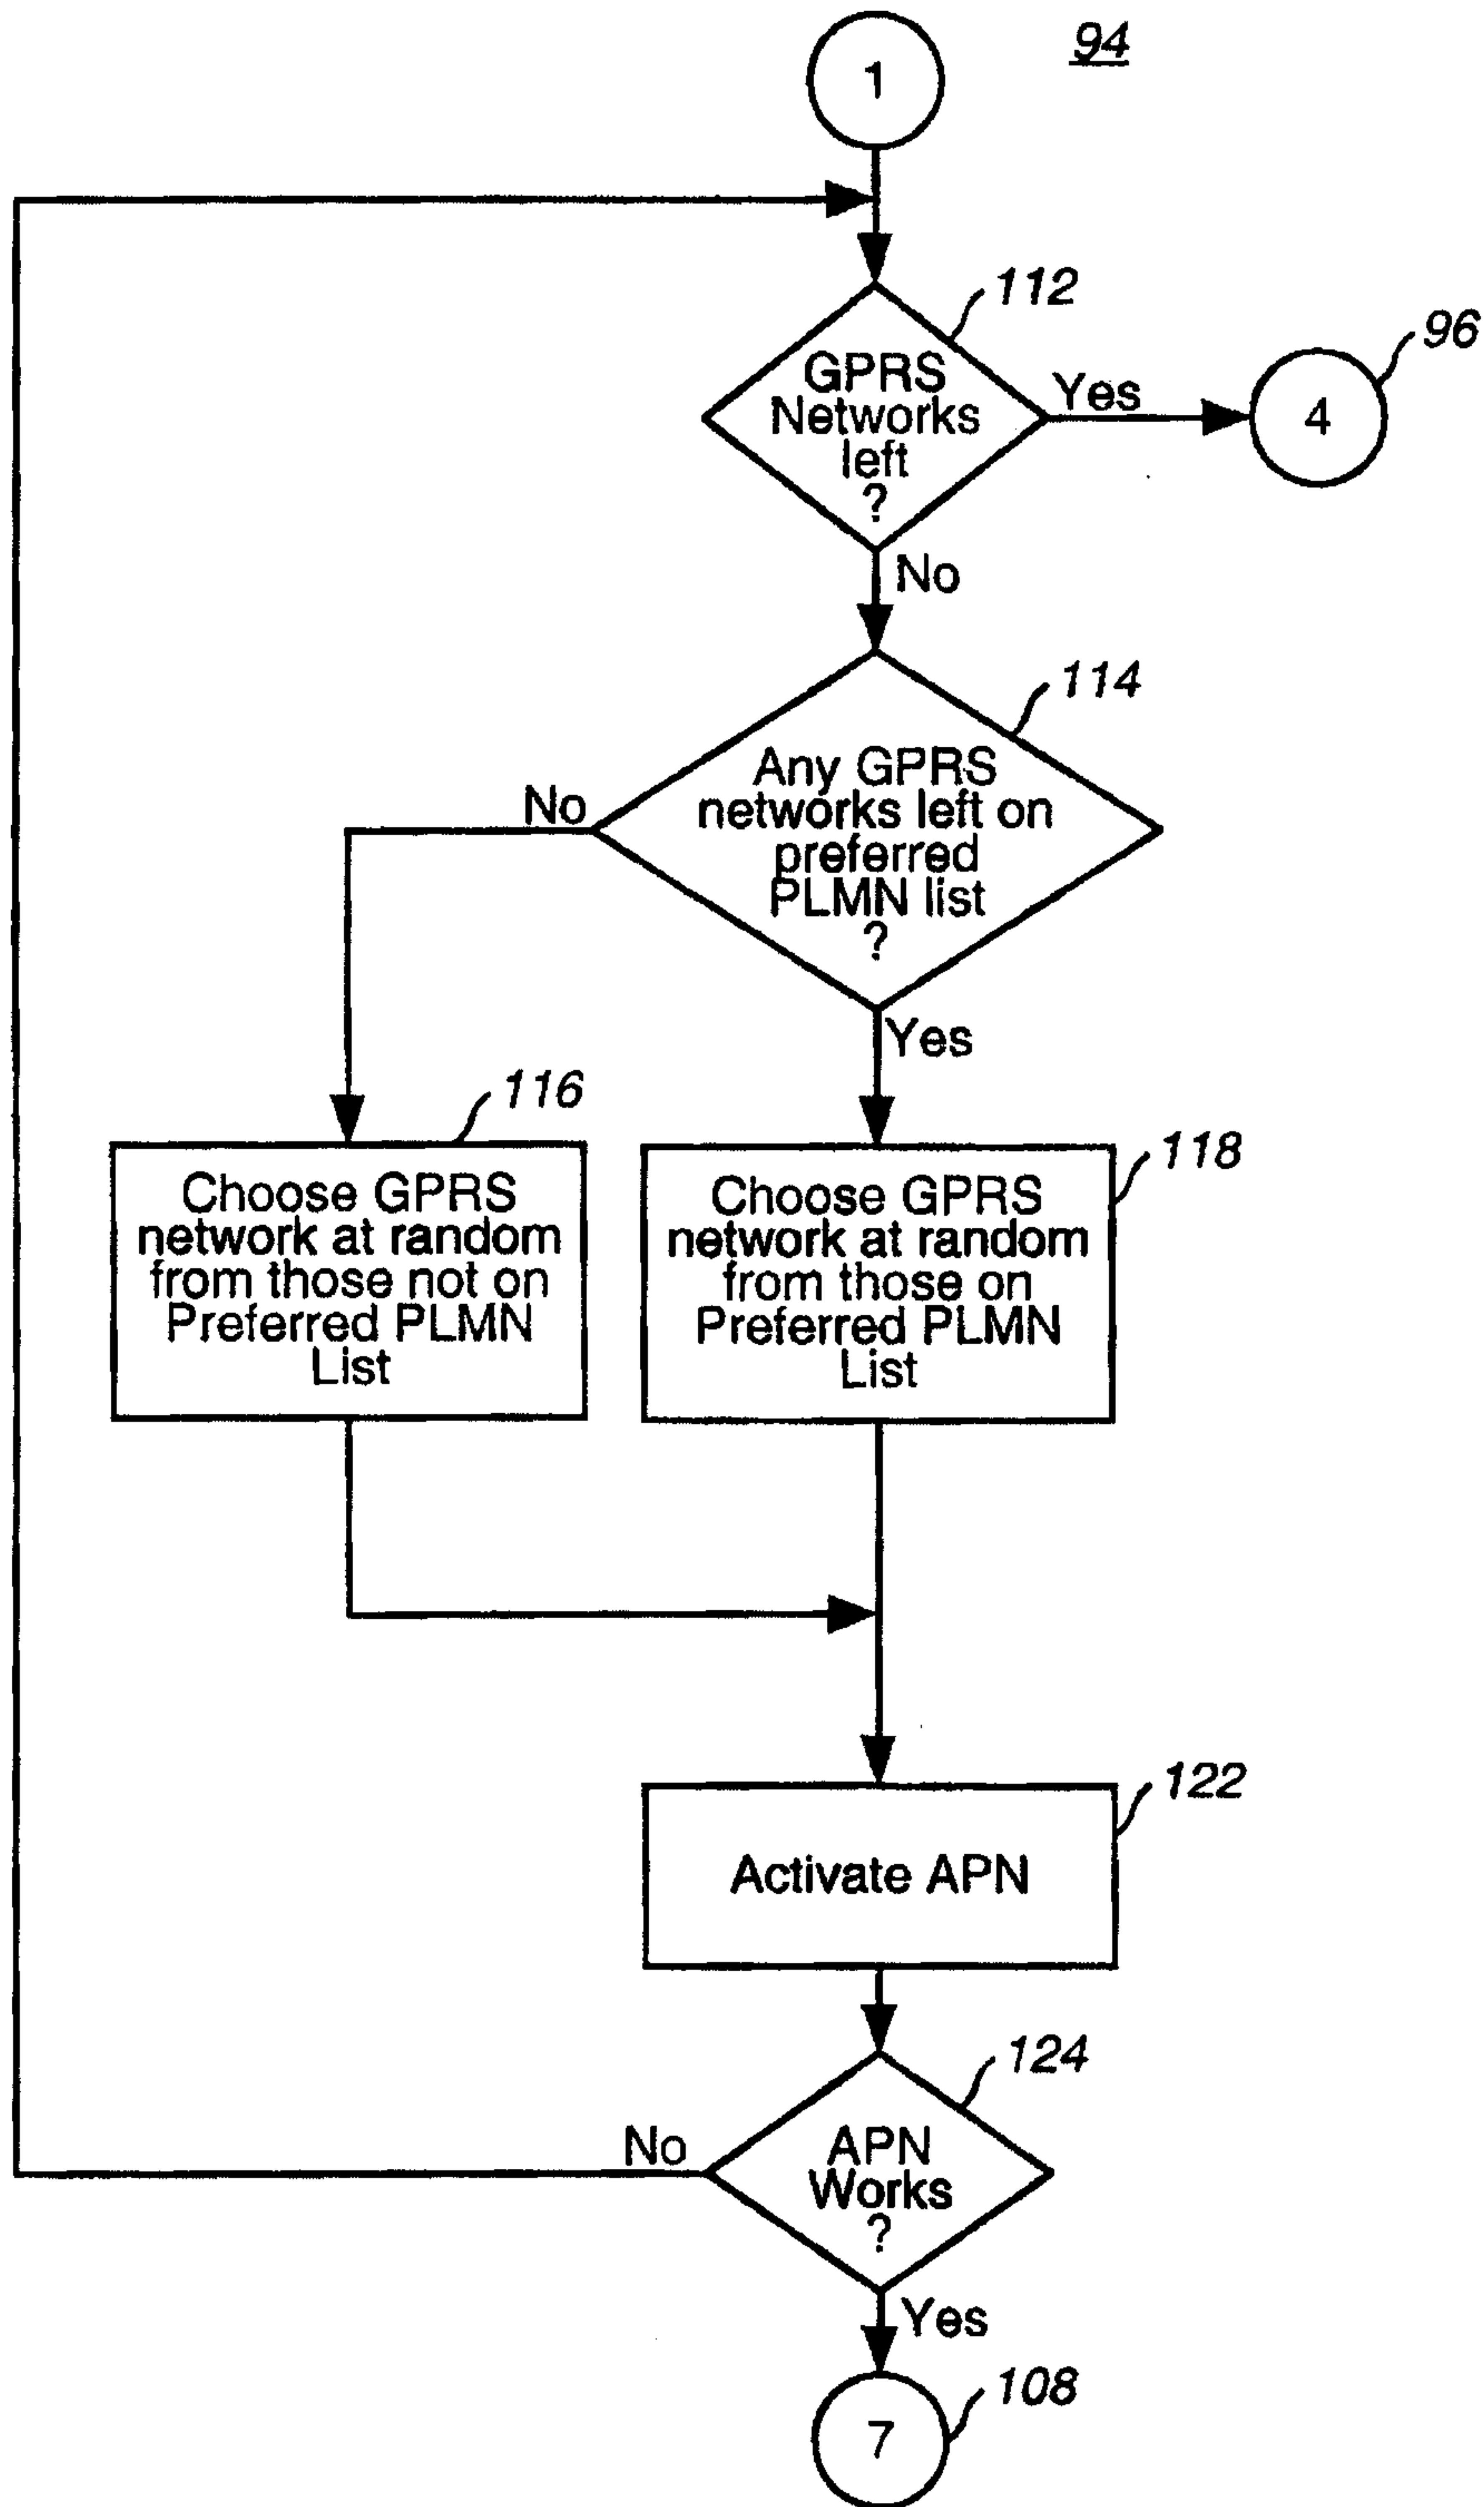 94
1
112
GPRS
Networks
left
?
Yes
96
4
No
114
Any GPRS
networks left on
preferred
PLMN list
?
No
Yes
116
Choose GPRS
network at random
from those not on
Preferred PLMN
List
118
Choose GPRS
network at random
from those on
Preferred PLMN
List
122
Activate APN
124
APN
Works
?
No
Yes
108
7